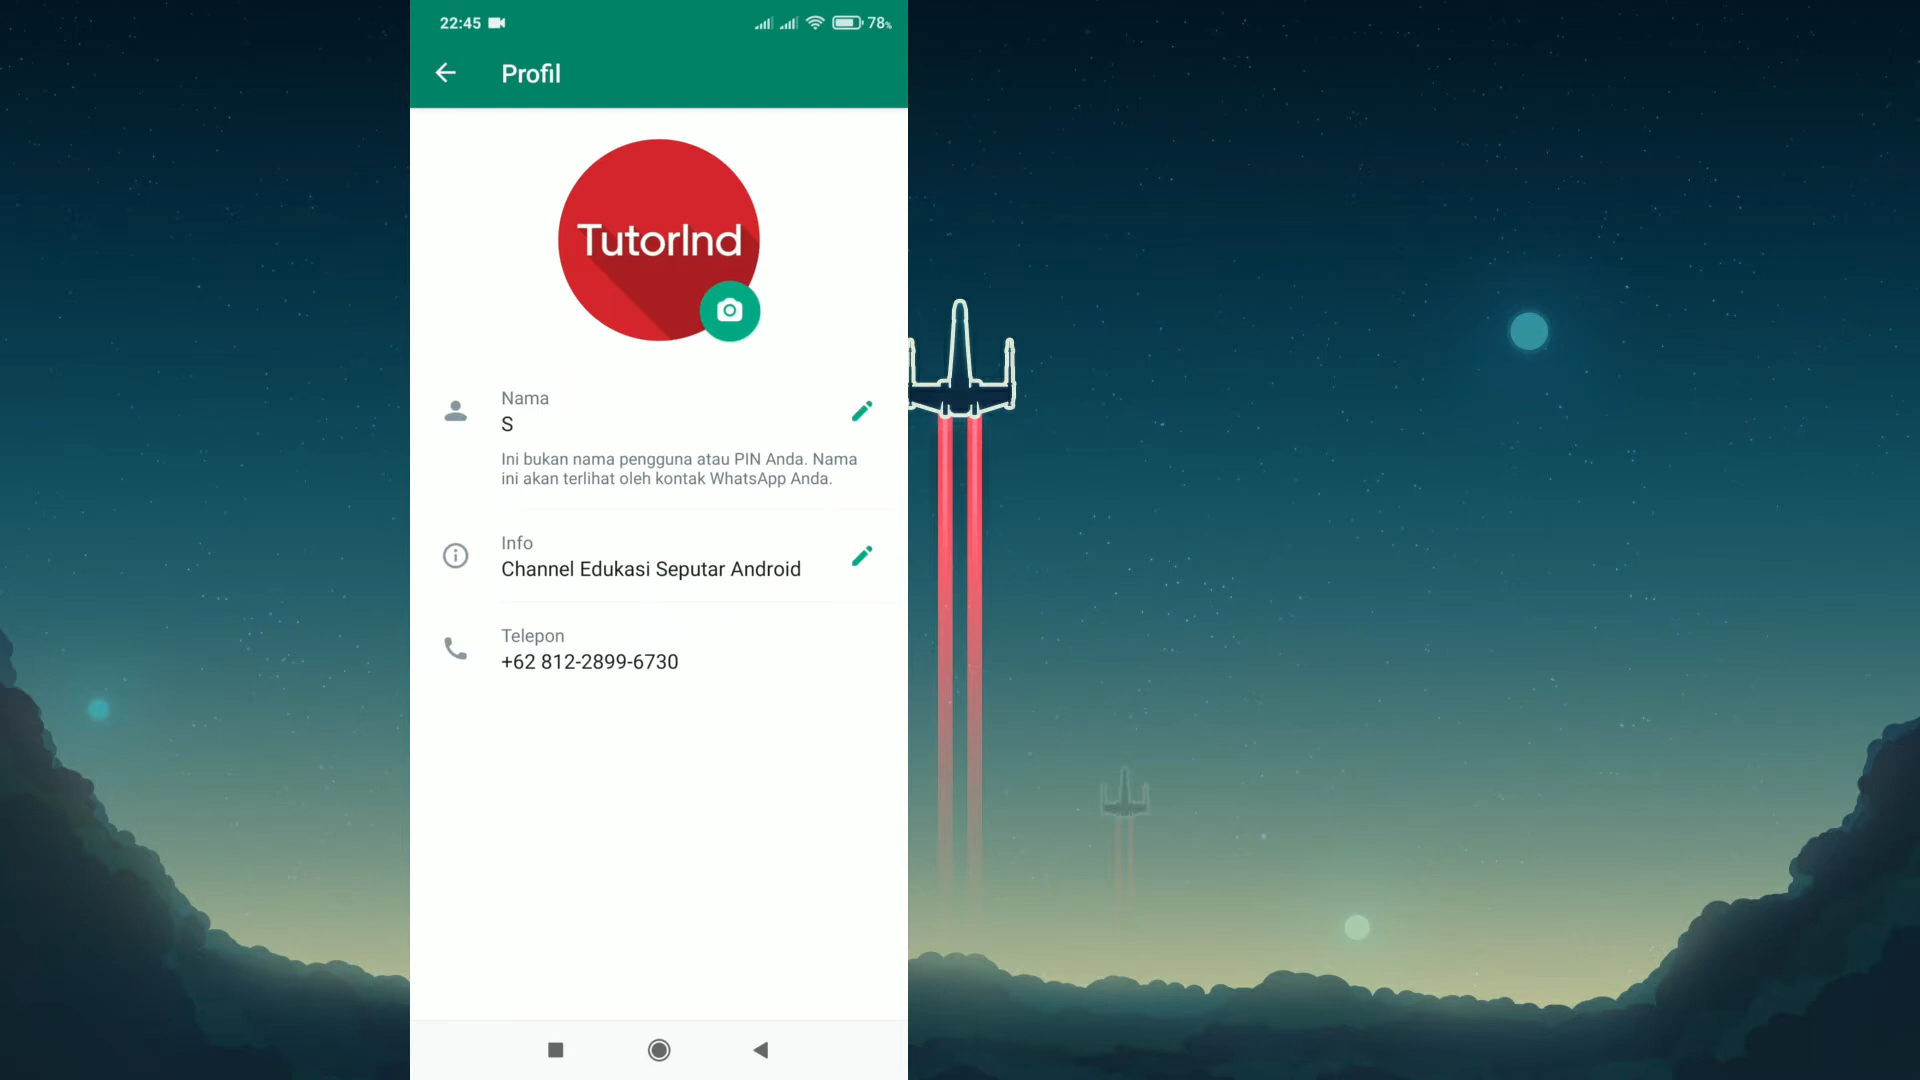 22:45
78%
Profil
TutorInd
Nama
S
Ini bukan nama pengguna atau PIN Anda. Nama
ini akan terlihat oleh kontak WhatsApp Anda.
Info
Channel Edukasi Seputar Android
Telepon
+62 812-2899-6730